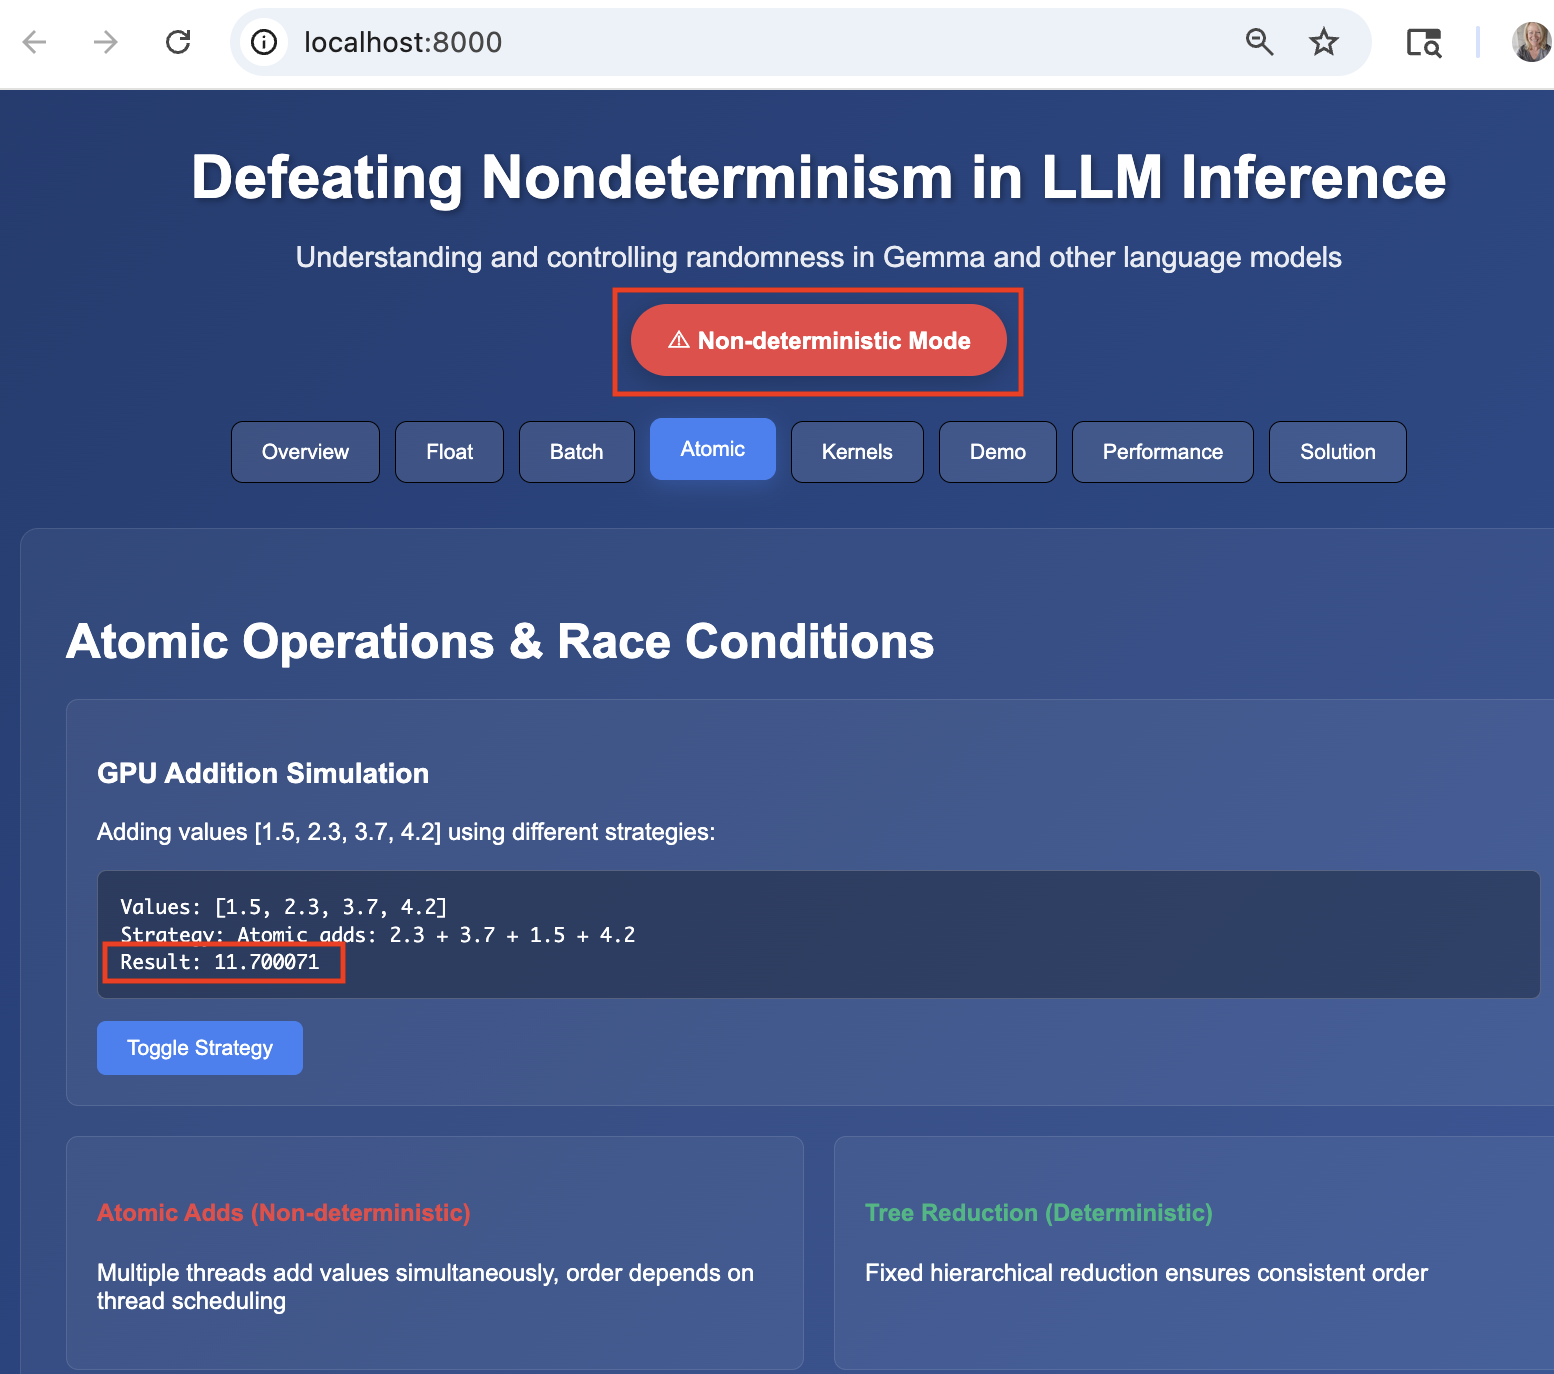 localhost:8000
Defeating Nondeterminism in LLM Inference
Understanding and controlling randomness in Gemma and other language models
⚠ Non-deterministic Mode
Overview
Float
Batch
Atomic
Kernels
Demo
Performance
Solution
Atomic Operations & Race Conditions
GPU Addition Simulation
Adding values [1.5, 2.3, 3.7, 4.2] using different strategies:
Values: [1.5, 2.3, 3.7, 4.2]
Strategy: Atomic adds: 2.3 + 3.7 + 1.5 + 4.2
Result: 11.700071
Toggle Strategy
Atomic Adds (Non-deterministic)
Multiple threads add values simultaneously, order depends on
thread scheduling
Tree Reduction (Deterministic)
Fixed hierarchical reduction ensures consistent order